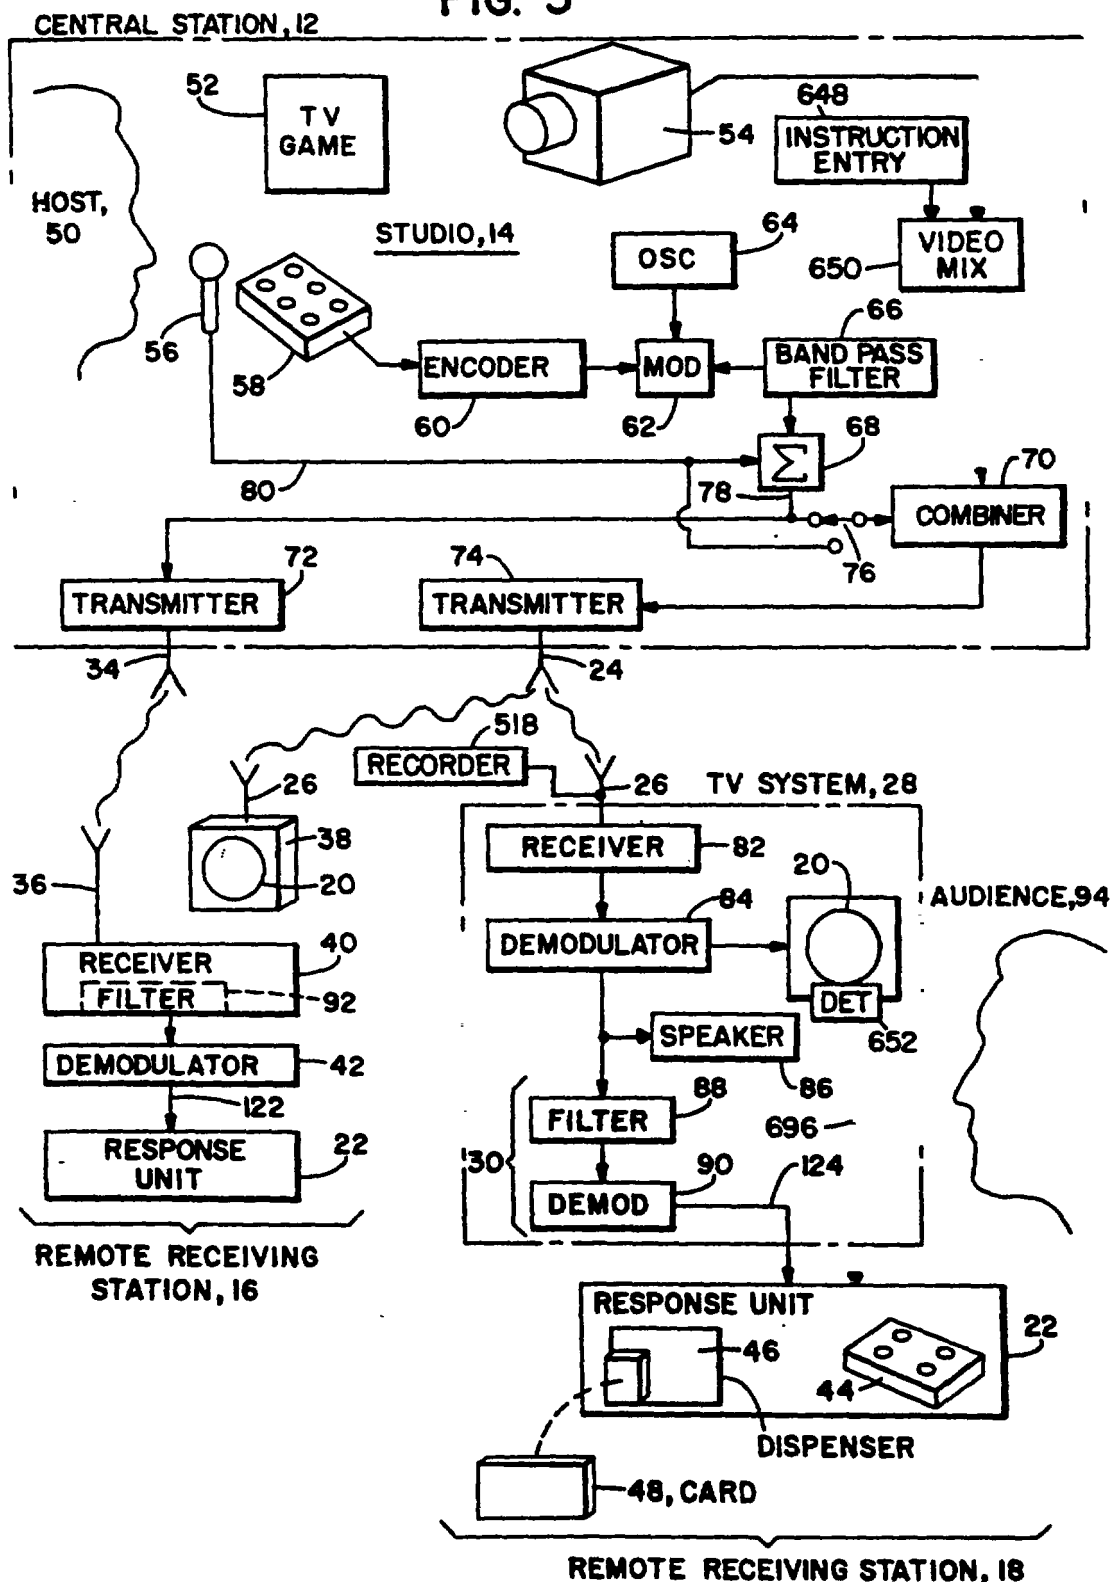 FIG. 3
CENTRAL STATION, 12
52
TV
GAME
54
648
INSTRUCTION
ENTRY
HOST,
50
STUDIO, 14
64
OSC
650
VIDEO
MIX
56
58
ENCODER
60
MOD
62
66
BAND PASS
FILTER
68
Σ
80
78
70
COMBINER
76
72
TRANSMITTER
74
TRANSMITTER
34
24
518
RECORDER
26
26
TV SYSTEM, 28
38
20
RECEIVER
82
20
36
84
DEMODULATOR
AUDIENCE, 94
40
RECEIVER
FILTER
92
DET
652
SPEAKER
86
DEMODULATOR
42
122
88
FILTER
696
RESPONSE
UNIT
22
30
90
DEMOD
124
REMOTE RECEIVING
STATION, 16
RESPONSE UNIT
22
46
44
DISPENSER
48, CARD
REMOTE RECEIVING STATION, 18